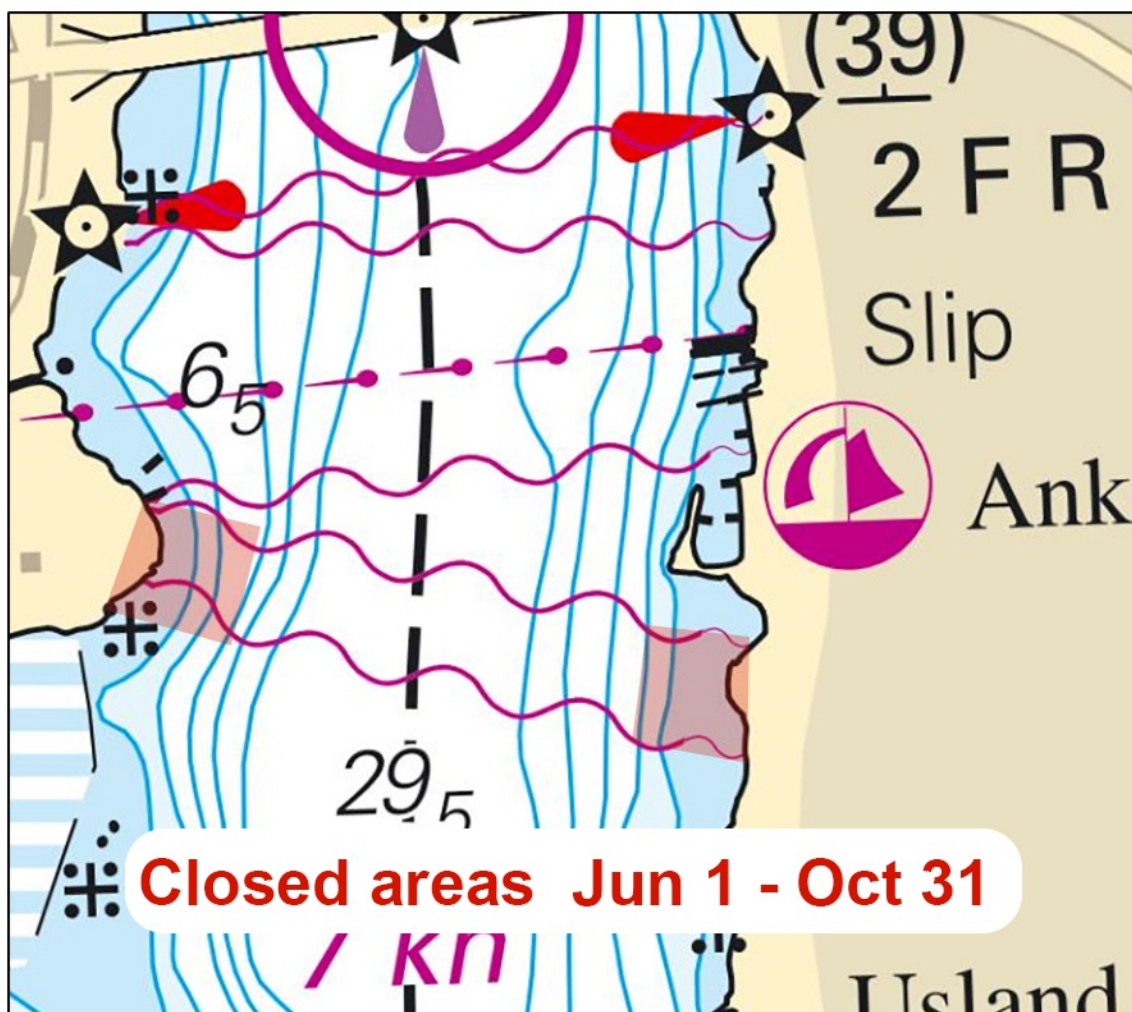 (39)
2 F R
Slip
6₅
Ank
29₅
Closed areas Jun 1 - Oct 31
7 kn
Usland